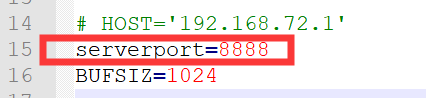 14 # HOST='192.168.72.1'
15 serverport=8888
16 BUFSIZ=1024